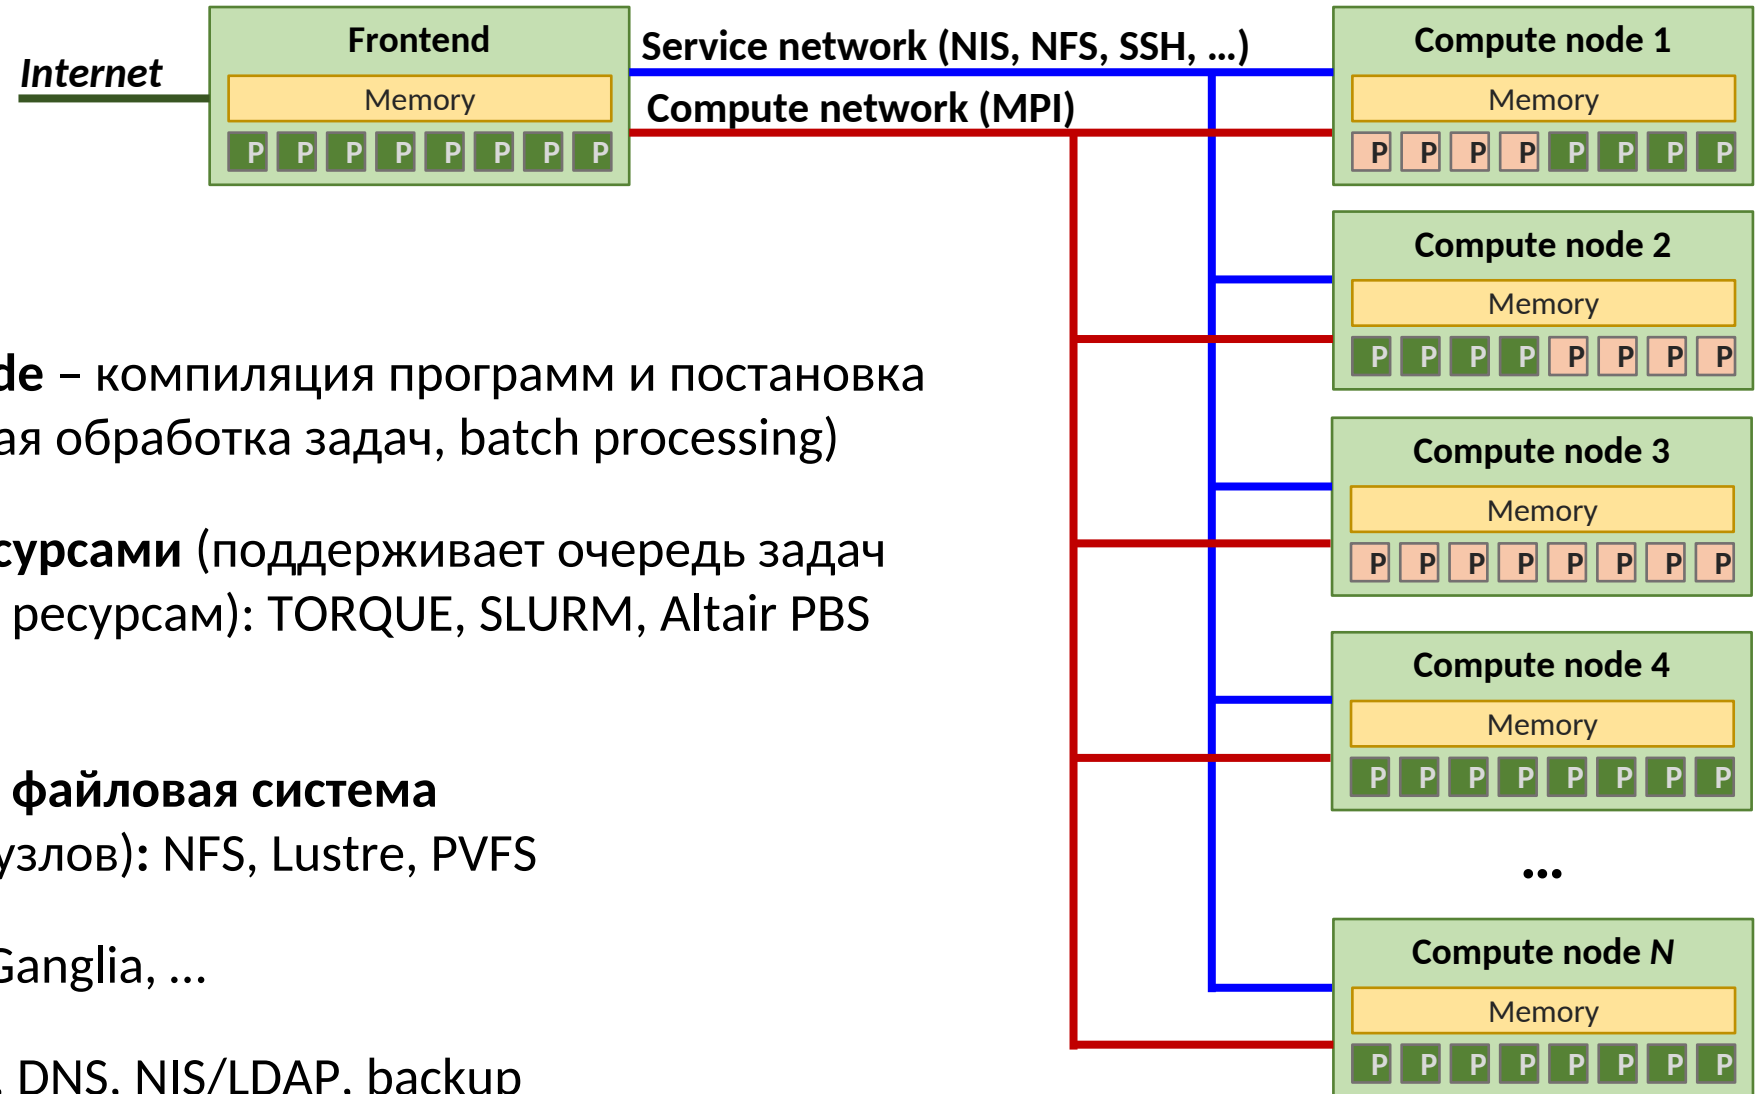 Internet
Frontend
Memory
P P P P P P P P
Service network (NIS, NFS, SSH, ...)
Compute network (MPI)
Compute node 1
Memory
P P P P P P P P
Compute node 2
Memory
P P P P P P P P
Compute node 3
Memory
P P P P P P P P
Compute node 4
Memory
P P P P P P P P
...
Compute node N
Memory
P P P P P P P P
de – компиляция программ и постановка
ая обработка задач, batch processing)
сурсами (поддерживает очередь задач
ресурсам): TORQUE, SLURM, Altair PBS
файловая система
узлов): NFS, Lustre, PVFS
Ganglia, ...
, DNS, NIS/LDAP, backup